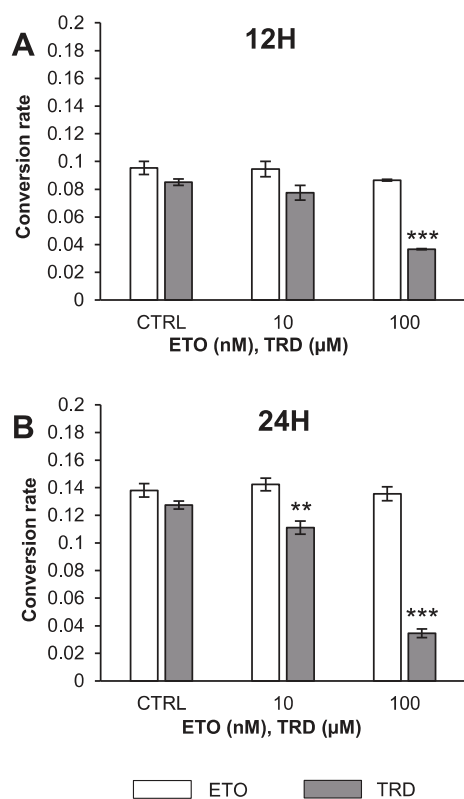 A
12H
Conversion rate
0.2
0.18
0.16
0.14
0.12
0.1
0.08
0.06
0.04
0.02
0
***
CTRL 10 100
ETO (nM), TRD (μM)
B
24H
Conversion rate
0.2
0.18
0.16
0.14
0.12
0.1
0.08
0.06
0.04
0.02
0
**
***
CTRL 10 100
ETO (nM), TRD (μM)
ETO TRD